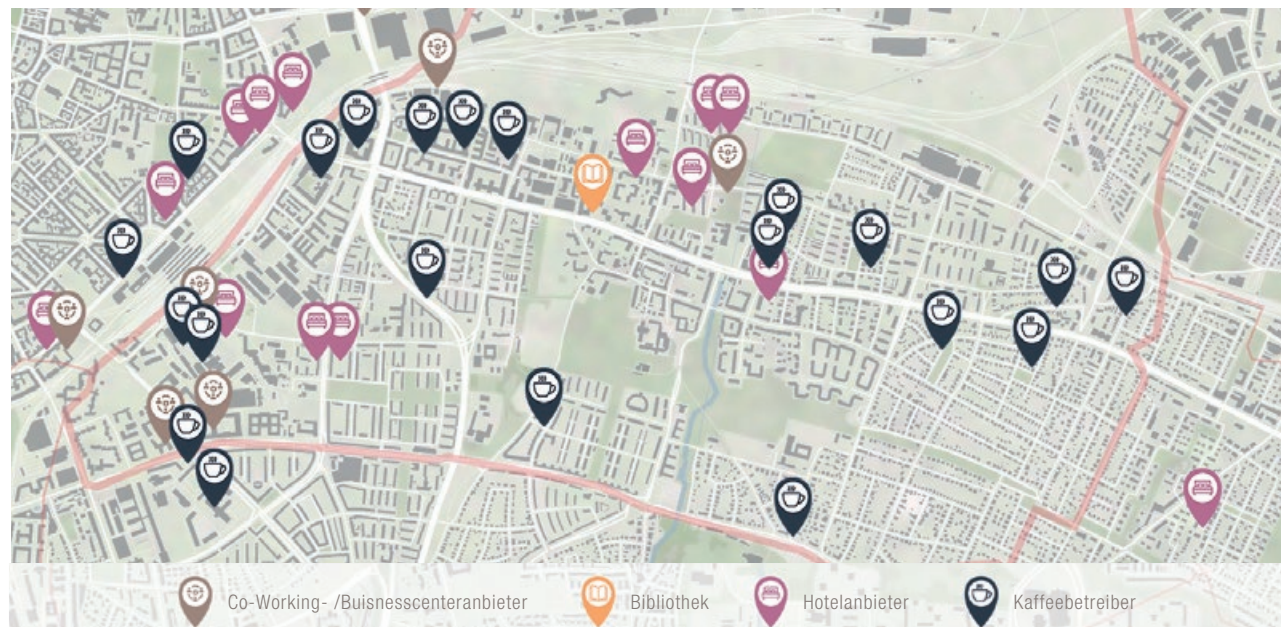 Co-Working- /Buisnesscenteranbieter
Bibliothek
Hotelanbieter
Kaffeebetreiber